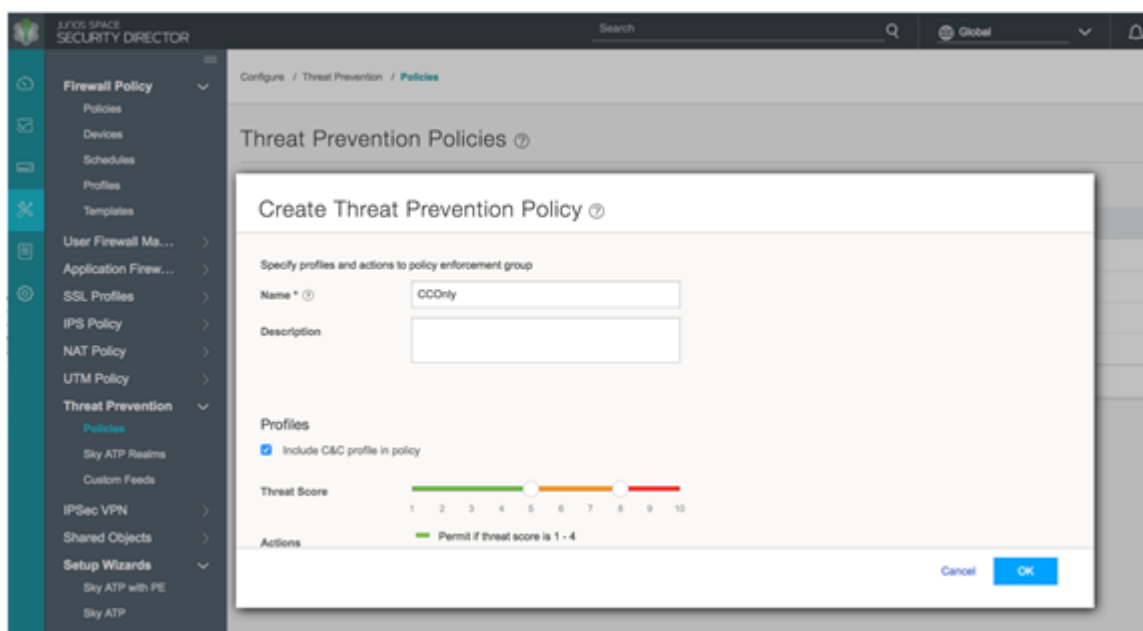 JUNOS SPACE
SECURITY DIRECTOR
Search
Global
Firewall Policy
Policies
Devices
Schedules
Profiles
Templates
User Firewall Ma...
Application Firew...
SSL Profiles
IPS Policy
NAT Policy
UTM Policy
Threat Prevention
Policies
Sky ATP Realms
Custom Feeds
IPSec VPN
Shared Objects
Setup Wizards
Sky ATP with PE
Sky ATP
Configure / Threat Prevention / Policies
Threat Prevention Policies ?
Create Threat Prevention Policy ?
Specify profiles and actions to policy enforcement group
Name * ? CCOnly
Description
Profiles
Include C&C profile in policy
Threat Score
1 2 3 4 5 6 7 8 9 10
Actions Permit if threat score is 1 - 4
Cancel OK